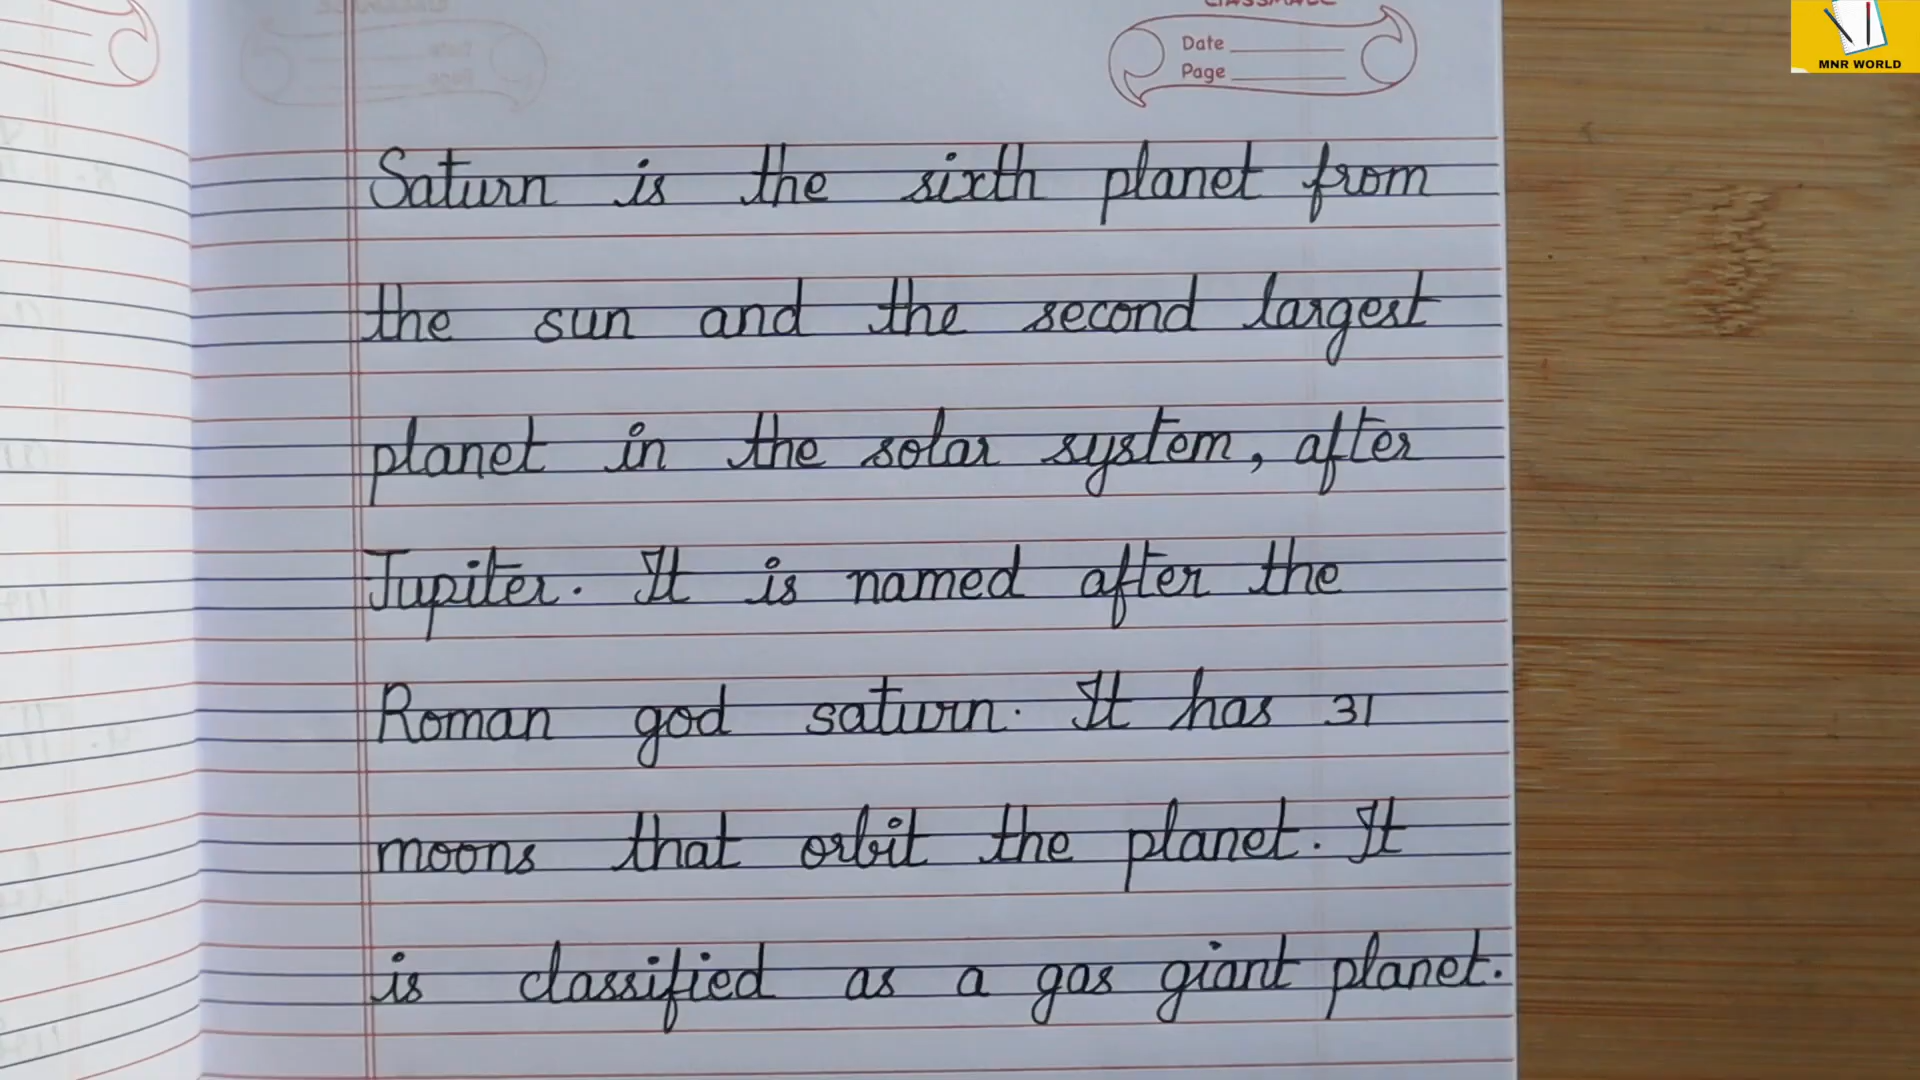 CLASSMATE
Date
Page
MNR WORLD
Saturn is the sixth planet from
the sun and the second largest
planet in the solar system, after
Jupiter. It is named after the
Roman god saturn. It has 31
moons that orbit the planet. It
is classified as a gas giant planet.